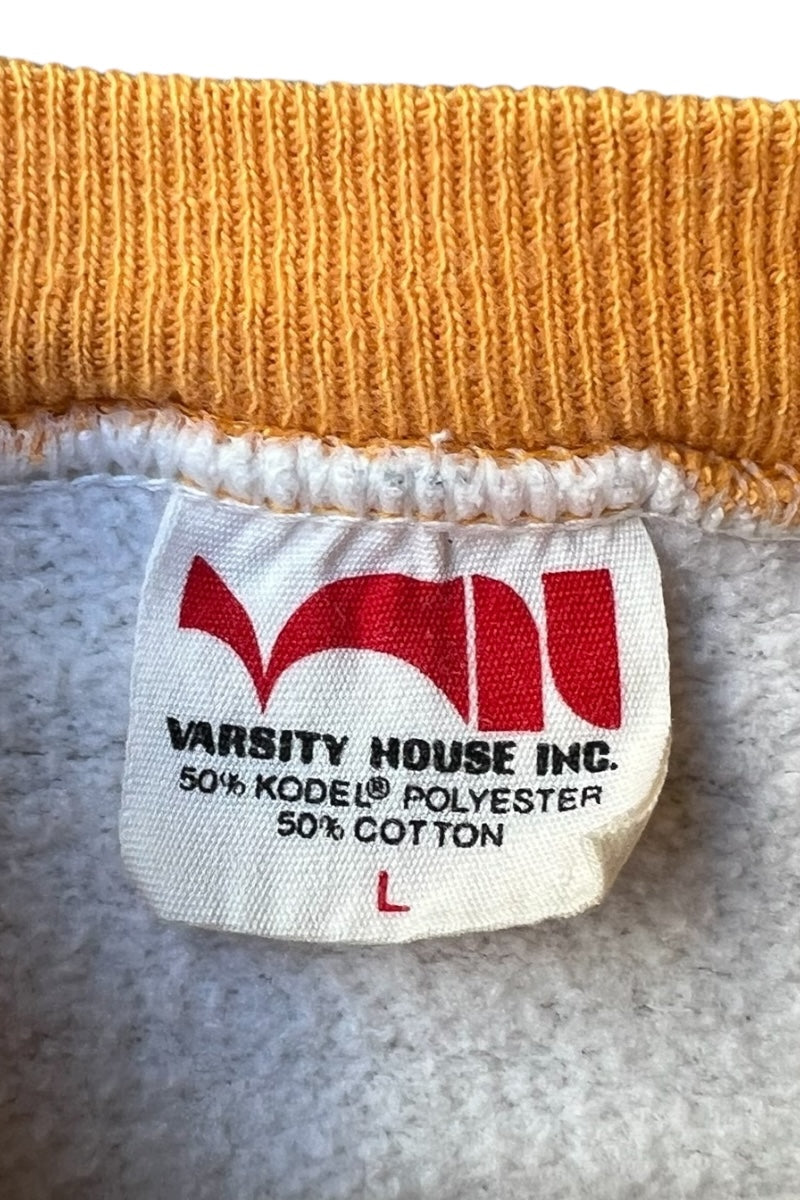 VARSITY HOUSE INC.
50% KODEL® POLYESTER
50% COTTON
L